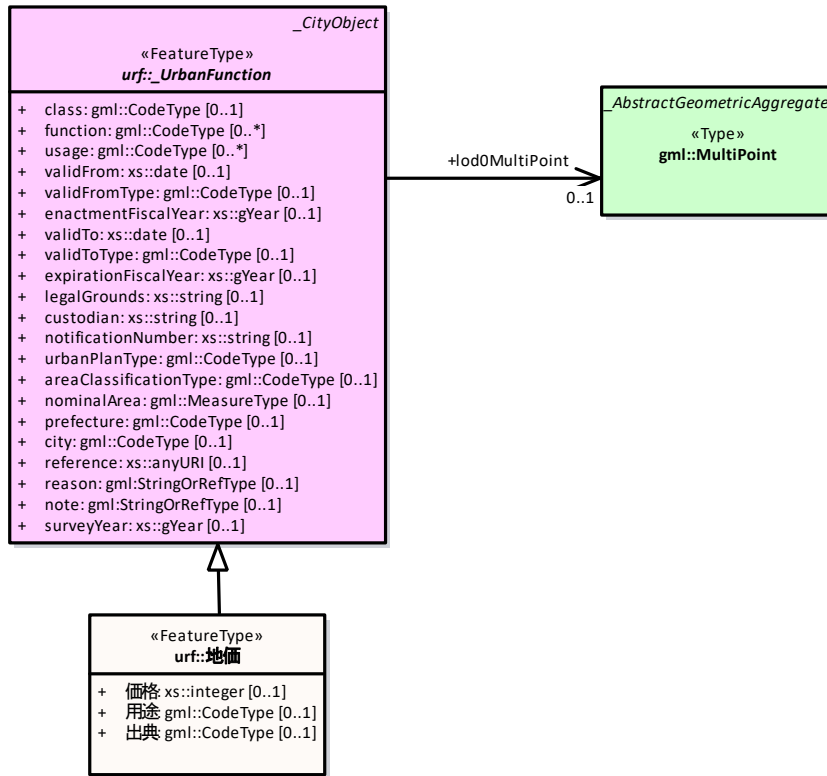 _CityObject
«FeatureType»
urf::_UrbanFunction
+ class: gml::CodeType [0..1]
+ function: gml::CodeType [0..*]
+ usage: gml::CodeType [0..*]
+ validFrom: xs::date [0..1]
+ validFromType: gml::CodeType [0..1]
+ enactmentFiscalYear: xs::gYear [0..1]
+ validTo: xs::date [0..1]
+ validToType: gml::CodeType [0..1]
+ expirationFiscalYear: xs::gYear [0..1]
+ legalGrounds: xs::string [0..1]
+ custodian: xs::string [0..1]
+ notificationNumber: xs::string [0..1]
+ urbanPlanType: gml::CodeType [0..1]
+ areaClassificationType: gml::CodeType [0..1]
+ nominalArea: gml::MeasureType [0..1]
+ prefecture: gml::CodeType [0..1]
+ city: gml::CodeType [0..1]
+ reference: xs::anyURI [0..1]
+ reason: gml:StringOrRefType [0..1]
+ note: gml:StringOrRefType [0..1]
+ surveyYear: xs::gYear [0..1]
+lod0MultiPoint
0..1
_AbstractGeometricAggregate
«Type»
gml::MultiPoint
«FeatureType»
urf::地価
+ 価格: xs::integer [0..1]
+ 用途: gml::CodeType [0..1]
+ 出典: gml::CodeType [0..1]